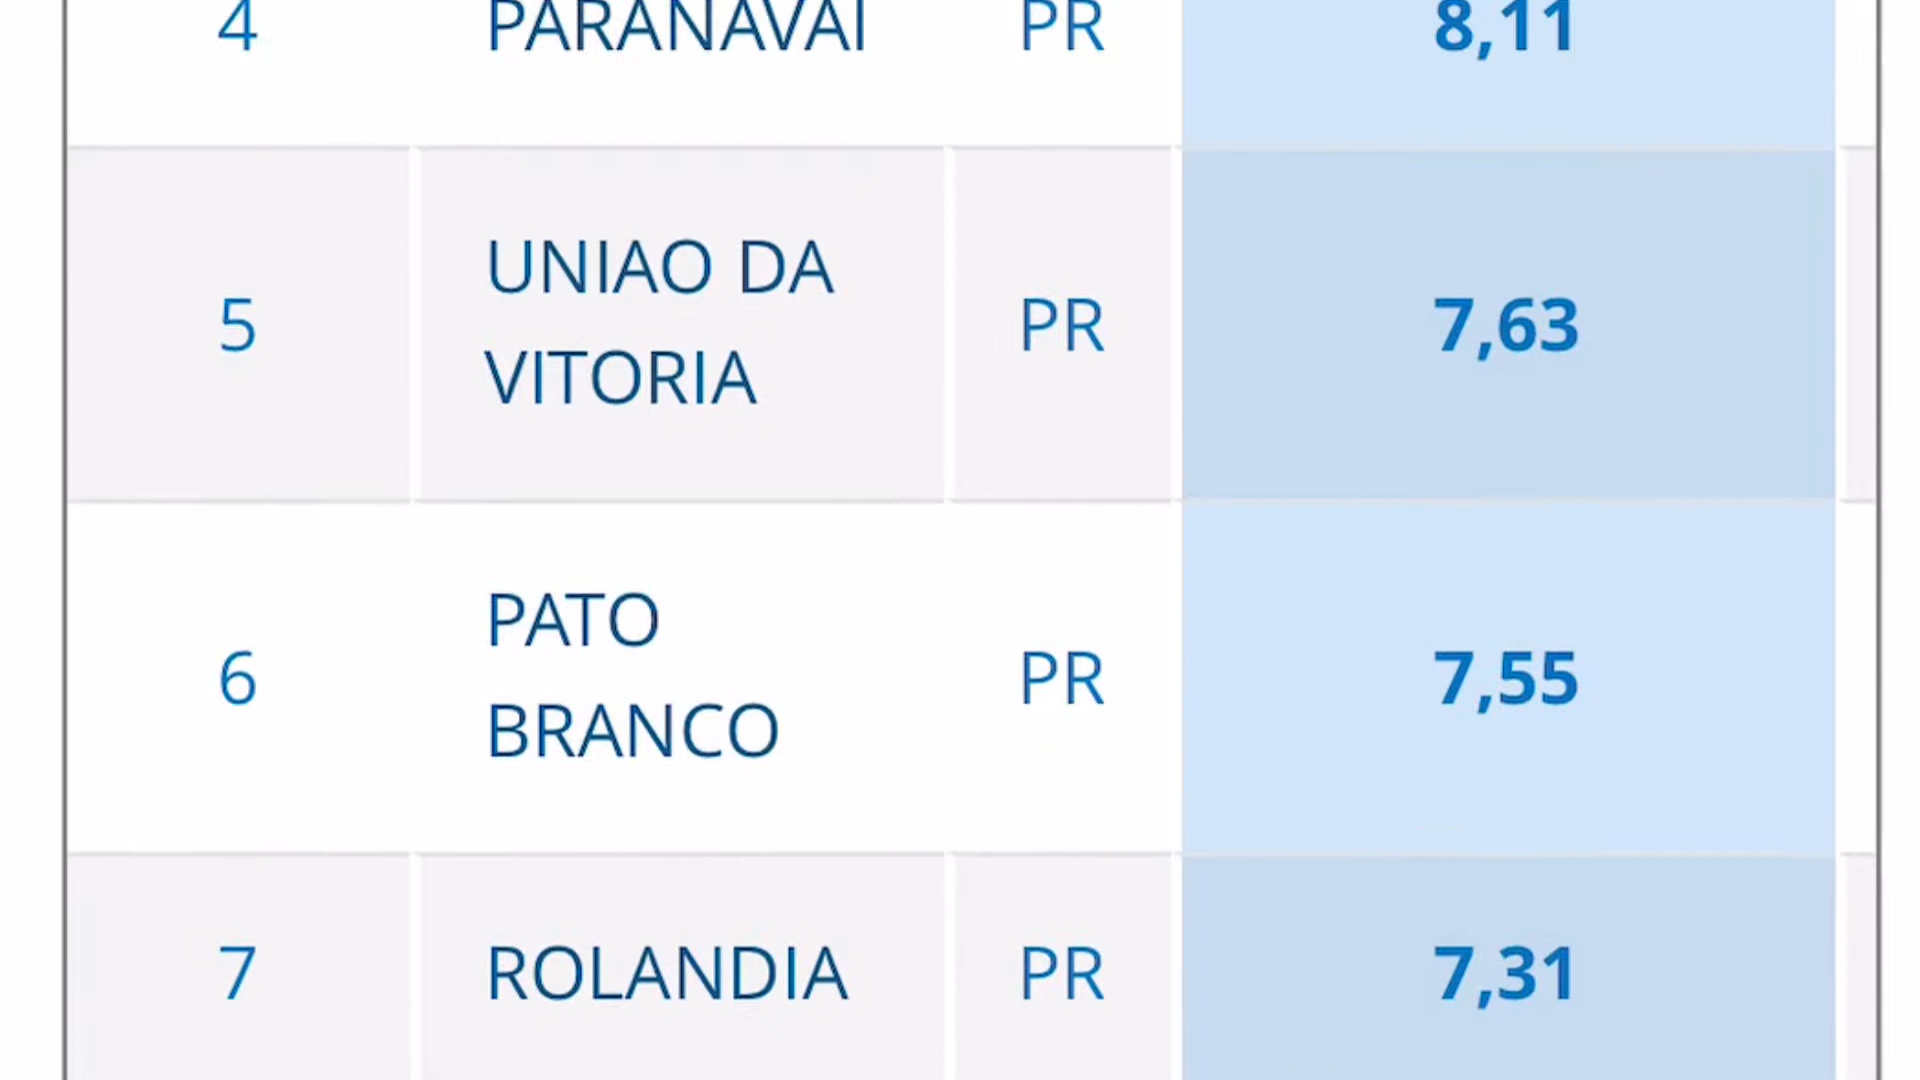 4 PARANAVAI PR 8,11
5 UNIAO DA VITORIA PR 7,63
6 PATO BRANCO PR 7,55
7 ROLANDIA PR 7,31